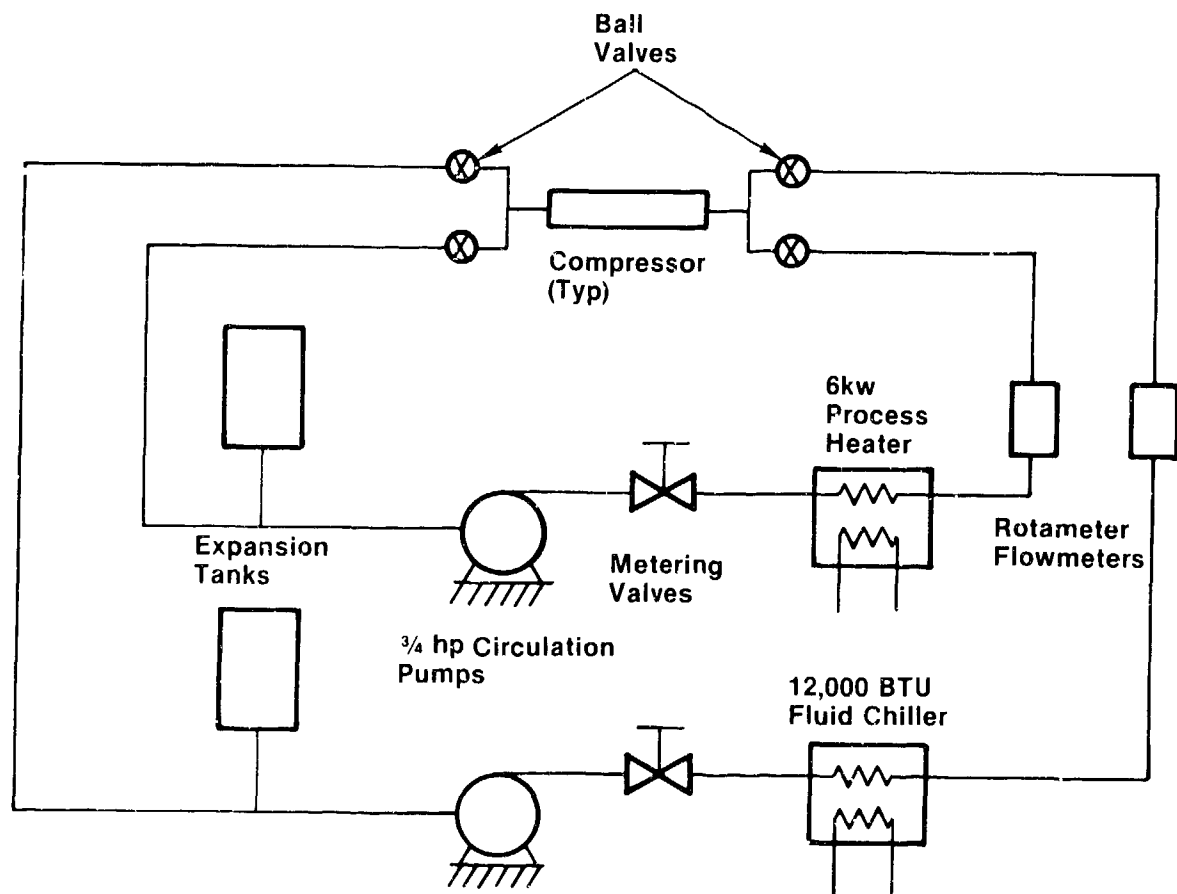 Ball
Valves
Compressor
(Typ)
6kw
Process
Heater
Expansion
Tanks
Metering
Valves
Rotameter
Flowmeters
¾ hp Circulation
Pumps
12,000 BTU
Fluid Chiller